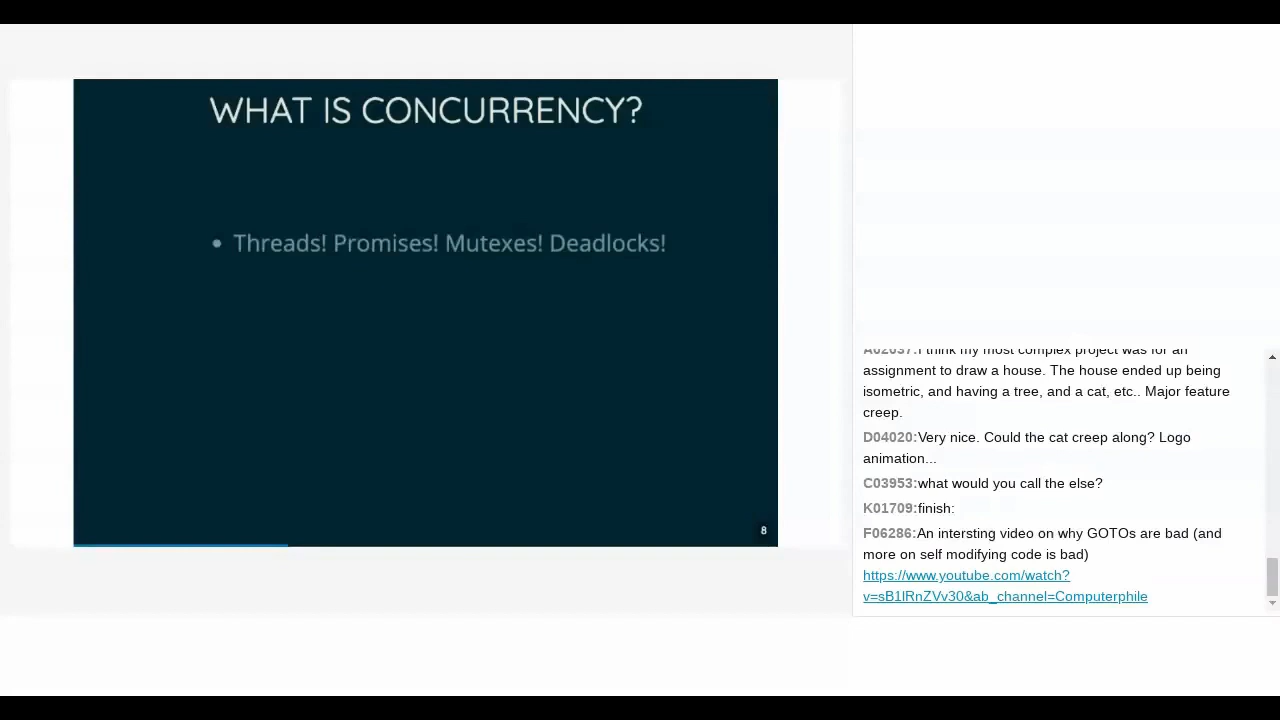 WHAT IS CONCURRENCY?
• Threads! Promises! Mutexes! Deadlocks!
8
I think my most complex project was for an
assignment to draw a house. The house ended up being
isometric, and having a tree, and a cat, etc.. Major feature
creep.
D04020:Very nice. Could the cat creep along? Logo
animation...
C03953:what would you call the else?
K01709:finish:
F06286:An intersting video on why GOTOs are bad (and
more on self modifying code is bad)
https://www.youtube.com/watch?
v=sB1lRnZVv30&ab_channel=Computerphile